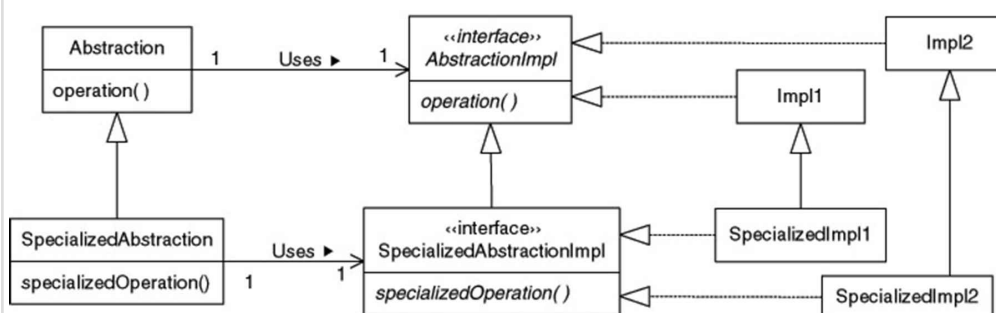 Abstraction
operation( )
1
Uses ▶
1
‹‹interface››
AbstractionImpl
operation( )
Impl2
Impl1
SpecializedAbstraction
specializedOperation()
Uses ▶
1
1
‹‹interface››
SpecializedAbstractionImpl
specializedOperation( )
SpecializedImpl1
SpecializedImpl2